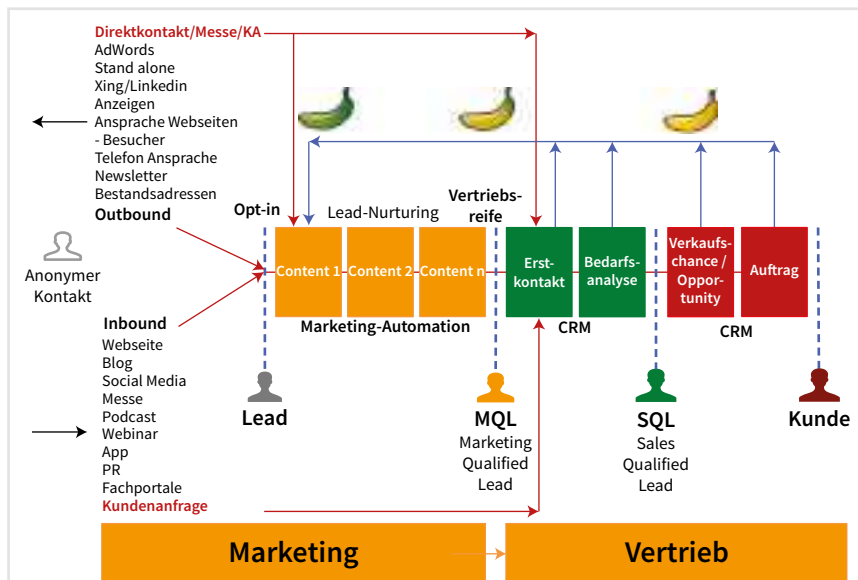 Direktkontakt/Messe/KA
AdWords
Stand alone
Xing/Linkedin
Anzeigen
Ansprache Webseiten
- Besucher
Telefon Ansprache
Newsletter
Bestandsadressen
Outbound
Anonymer
Kontakt
Inbound
Webseite
Blog
Social Media
Messe
Podcast
Webinar
App
PR
Fachportale
Kundenanfrage
Opt-in
Lead-Nurturing
Vertriebs-
reife
Content 1
Content 2
Content n
Marketing-Automation
Erst-
kontakt
Bedarfs-
analyse
CRM
Verkaufs-
chance /
Oppor-
tunity
Auftrag
CRM
Lead
MQL
Marketing
Qualified
Lead
SQL
Sales
Qualified
Lead
Kunde
Marketing
Vertrieb